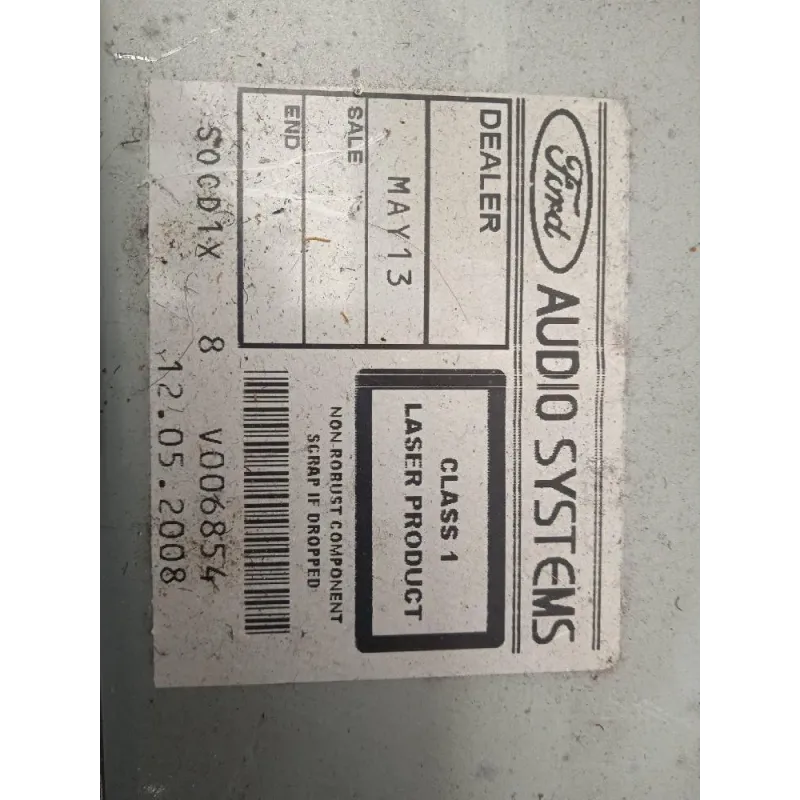 Ford AUDIO SYSTEMS
DEALER
MAY13
SALE
END
CLASS 1
LASER PRODUCT
NON-ROBUST COMPONENT
SCRAP IF DROPPED
SOCD1X 8 V006854
12.05.2008